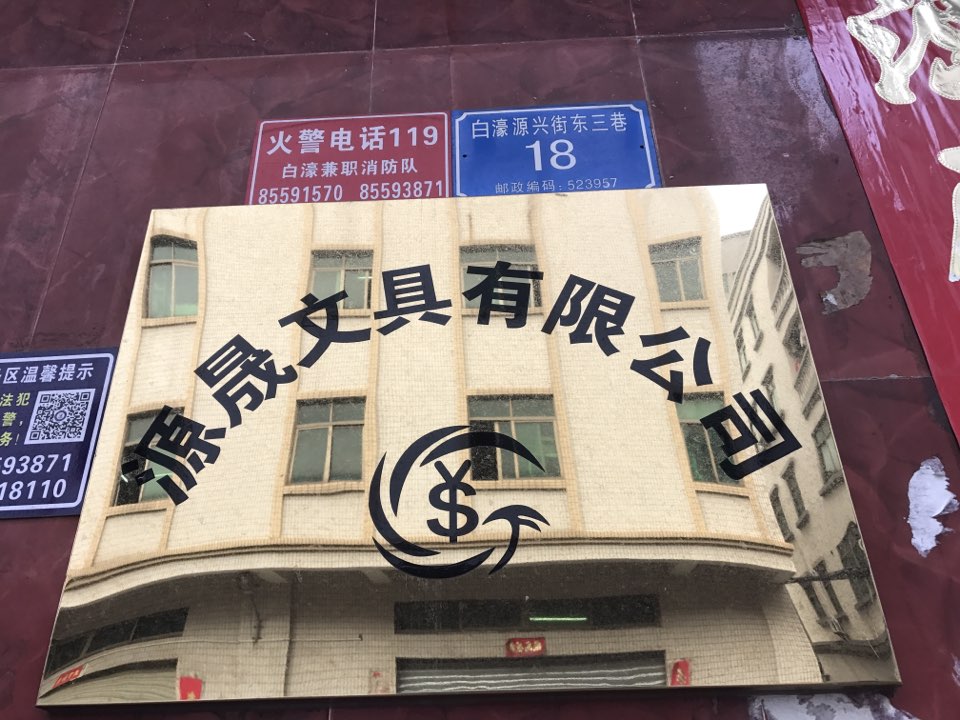 火警电话119
白濠兼职消防队
85591570 85593871
白濠源兴街东三巷
18
邮政编码:523957
源晟文具有限公司
区温馨提示
法犯
警,
务!
593871
18110